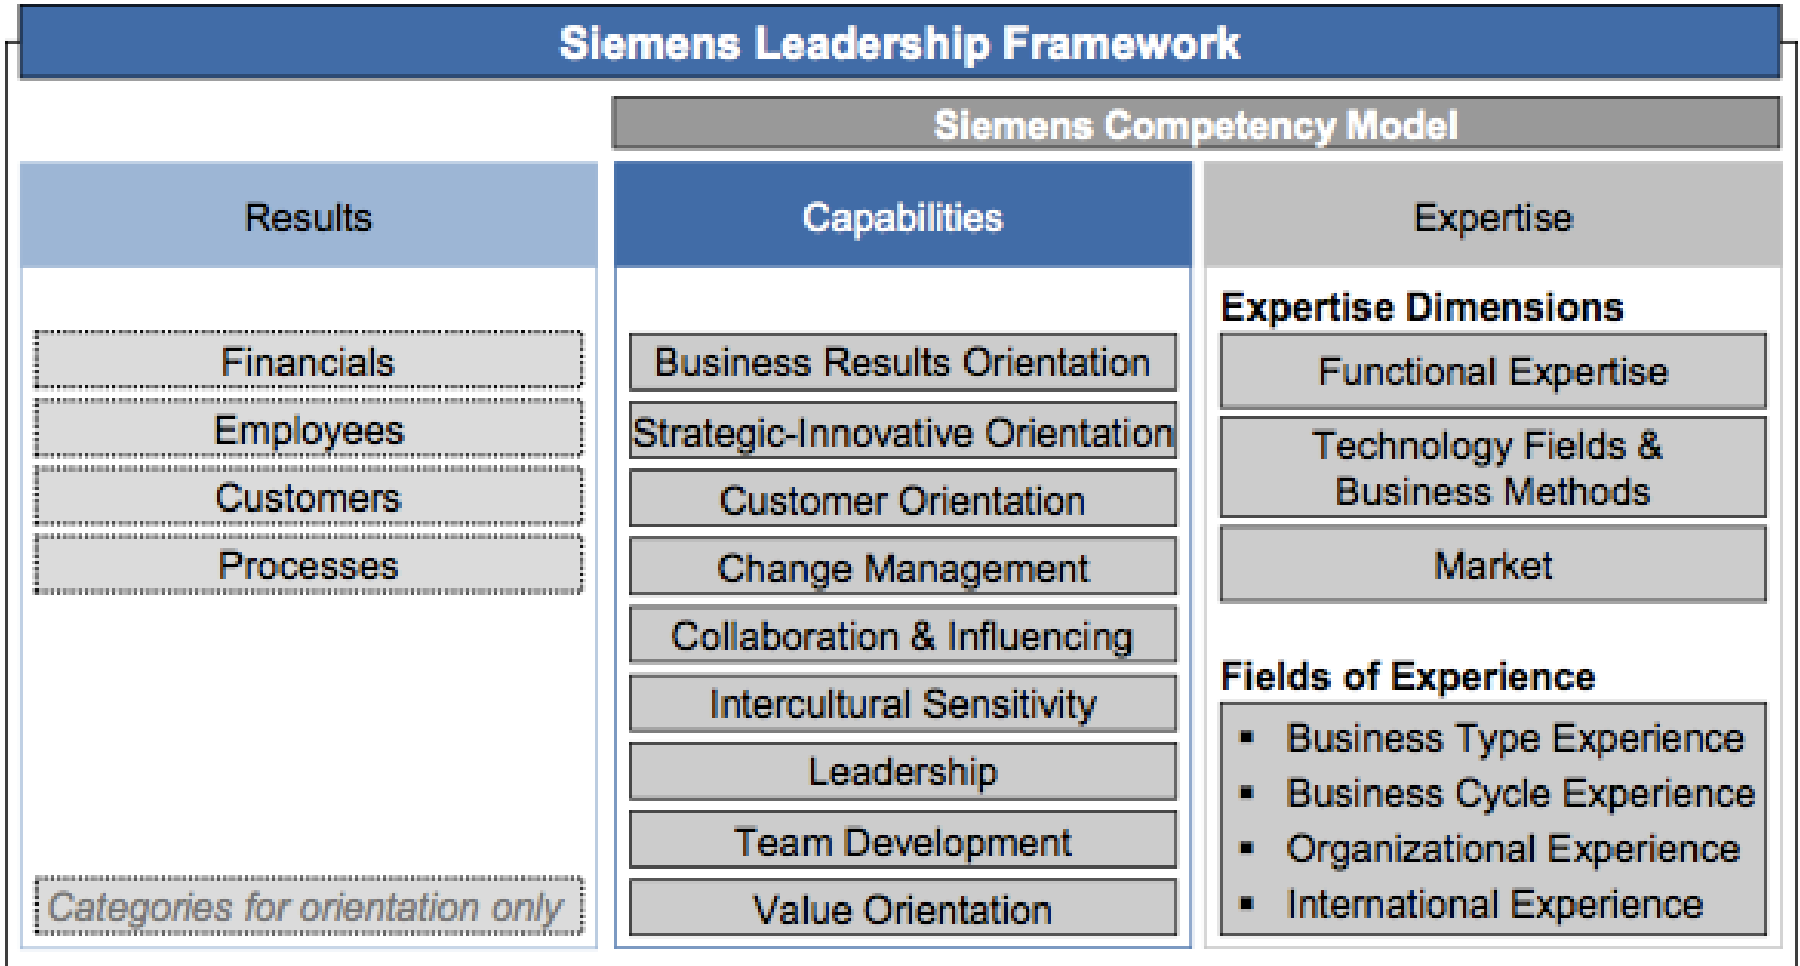 Siemens Leadership Framework
Siemens Competency Model
Results
Financials
Employees
Customers
Processes
Categories for orientation only
Capabilities
Business Results Orientation
Strategic-Innovative Orientation
Customer Orientation
Change Management
Collaboration & Influencing
Intercultural Sensitivity
Leadership
Team Development
Value Orientation
Expertise
Expertise Dimensions
Functional Expertise
Technology Fields &
Business Methods
Market
Fields of Experience
▪ Business Type Experience
▪ Business Cycle Experience
▪ Organizational Experience
▪ International Experience